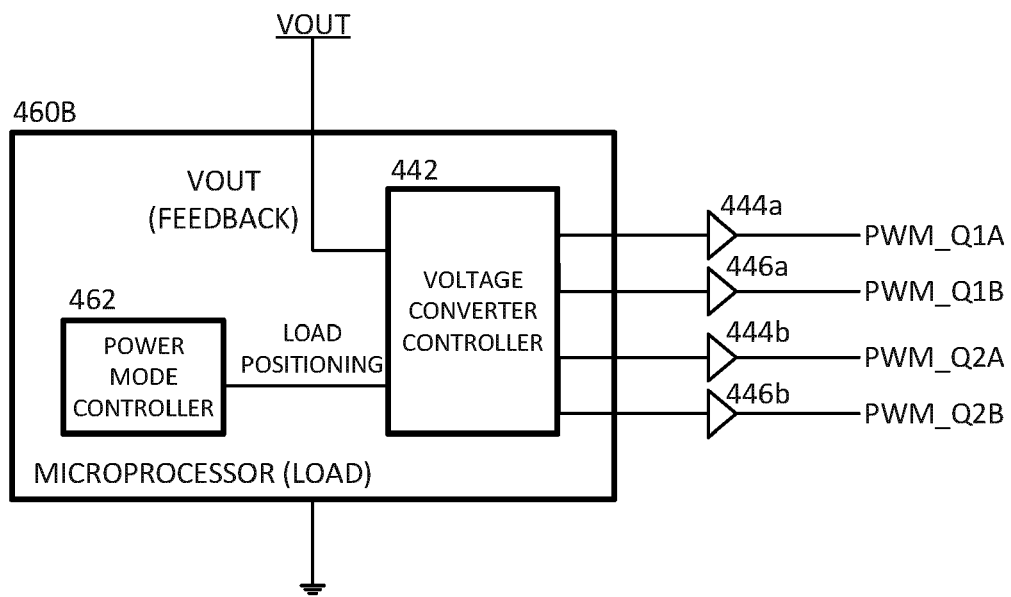 VOUT
460B
VOUT
(FEEDBACK)
442
VOLTAGE
CONVERTER
CONTROLLER
462
POWER
MODE
CONTROLLER
LOAD
POSITIONING
MICROPROCESSOR (LOAD)
444a
PWM_Q1A
446a
PWM_Q1B
444b
PWM_Q2A
446b
PWM_Q2B